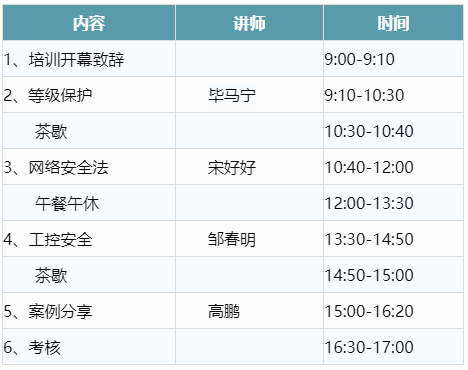 内容 讲师 时间
1、培训开幕致辞 9:00-9:10
2、等级保护 毕马宁 9:10-10:30
茶歇 10:30-10:40
3、网络安全法 宋好好 10:40-12:00
午餐午休 12:00-13:30
4、工控安全 邹春明 13:30-14:50
茶歇 14:50-15:00
5、案例分享 高鹏 15:00-16:20
6、考核 16:30-17:00